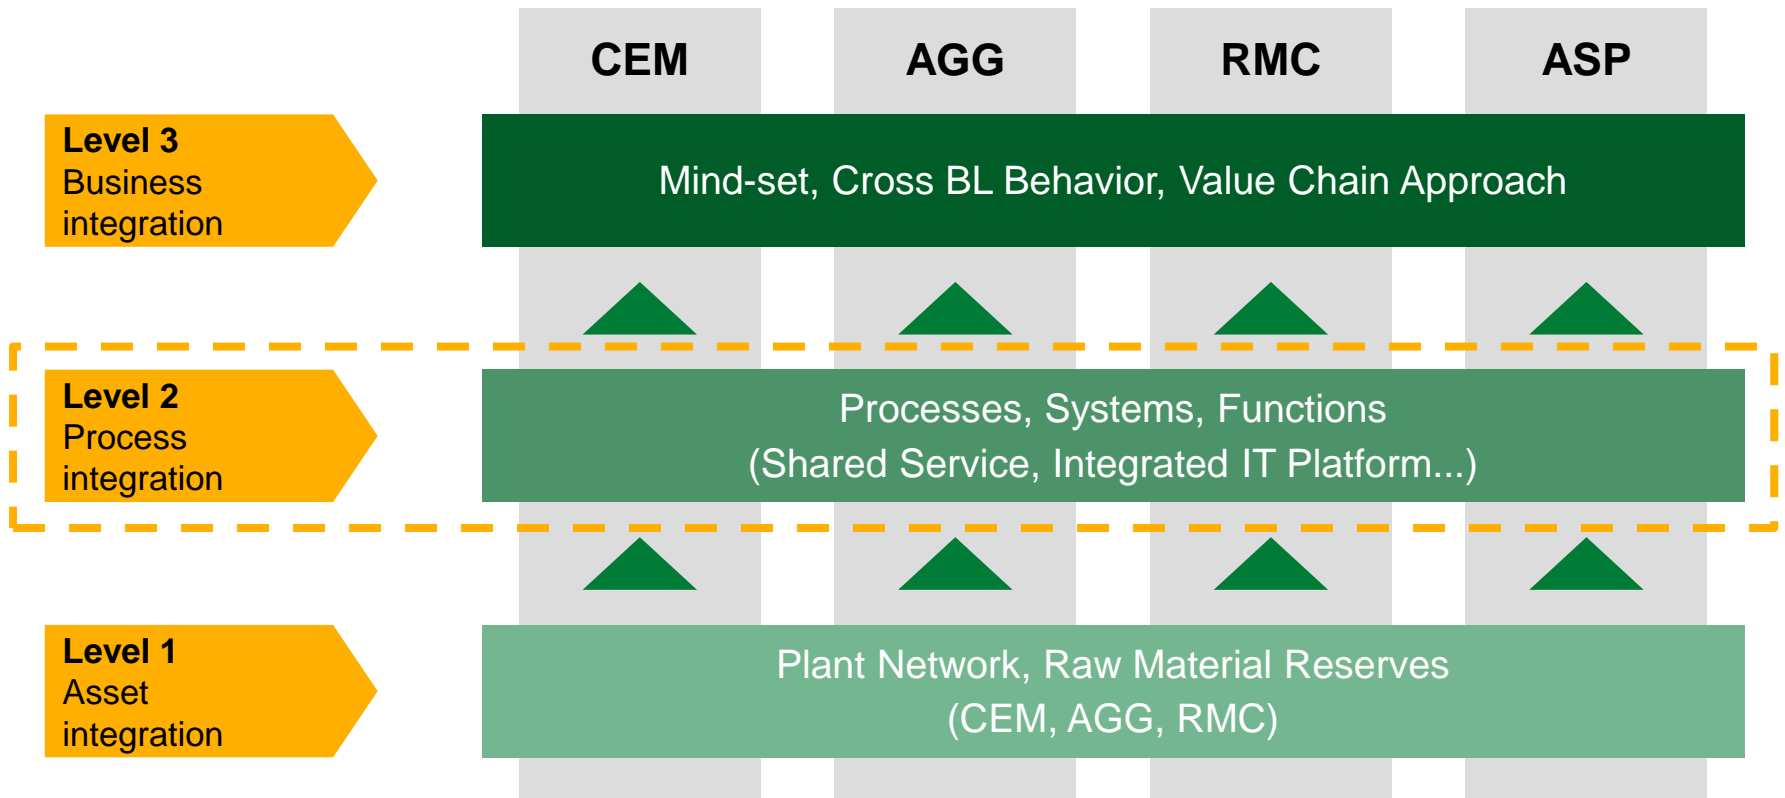 CEM
AGG
RMC
ASP
Level 3
Business
integration
Mind-set, Cross BL Behavior, Value Chain Approach
Level 2
Process
integration
Processes, Systems, Functions
(Shared Service, Integrated IT Platform...)
Level 1
Asset
integration
Plant Network, Raw Material Reserves
(CEM, AGG, RMC)